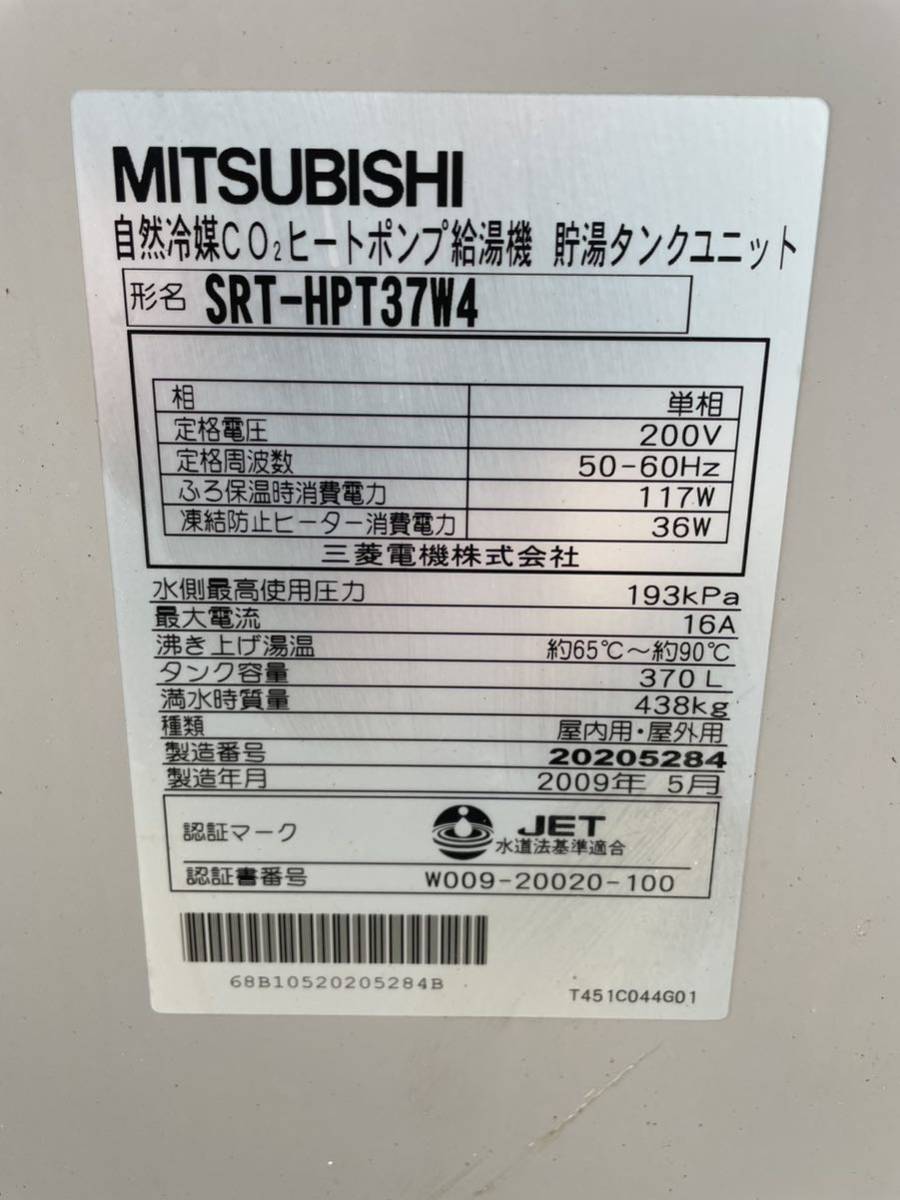 MITSUBISHI
自然冷媒CO₂ヒートポンプ給湯機 貯湯タンクユニット
形名 SRT-HPT37W4
相 単相
定格電圧 200V
定格周波数 50-60Hz
ふろ保温時消費電力 117W
凍結防止ヒーター消費電力 36W
三菱電機株式会社
水側最高使用圧力 193kPa
最大電流 16A
沸き上げ湯温 約65℃～約90℃
タンク容量 370L
満水時質量 438kg
種類 屋内用・屋外用
製造番号 20205284
製造年月 2009年 5月
認証マーク JET
水道法基準適合
認証書番号 W009-20020-100
68B10520205284B
T451C044G01